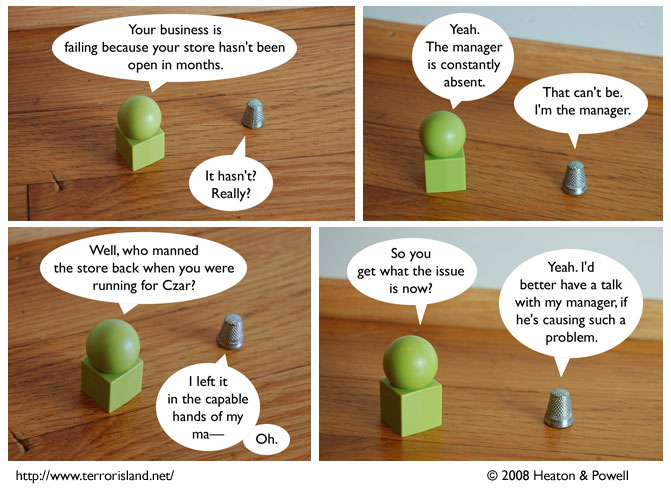 Your business is
failing because your store hasn't been
open in months.
It hasn't?
Really?
Yeah.
The manager
is constantly
absent.
That can't be.
I'm the manager.
Well, who manned
the store back when you were
running for Czar?
I left it
in the capable
hands of my
ma—
Oh.
So you
get what the issue
is now?
Yeah. I'd
better have a talk
with my manager, if
he's causing such a
problem.
http://www.terrorisland.net/
© 2008 Heaton & Powell